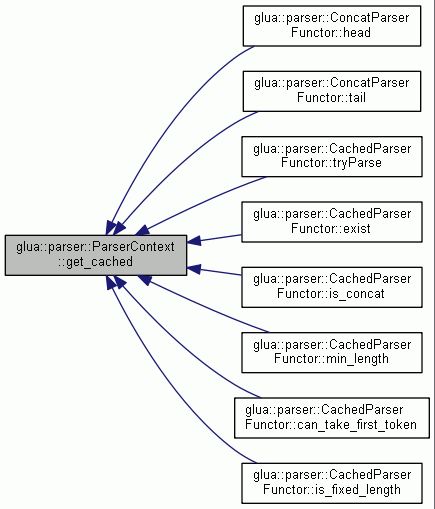 glua::parser::ConcatParser
Functor::head
glua::parser::ConcatParser
Functor::tail
glua::parser::CachedParser
Functor::tryParse
glua::parser::CachedParser
Functor::exist
glua::parser::ParserContext
::get_cached
glua::parser::CachedParser
Functor::is_concat
glua::parser::CachedParser
Functor::min_length
glua::parser::CachedParser
Functor::can_take_first_token
glua::parser::CachedParser
Functor::is_fixed_length